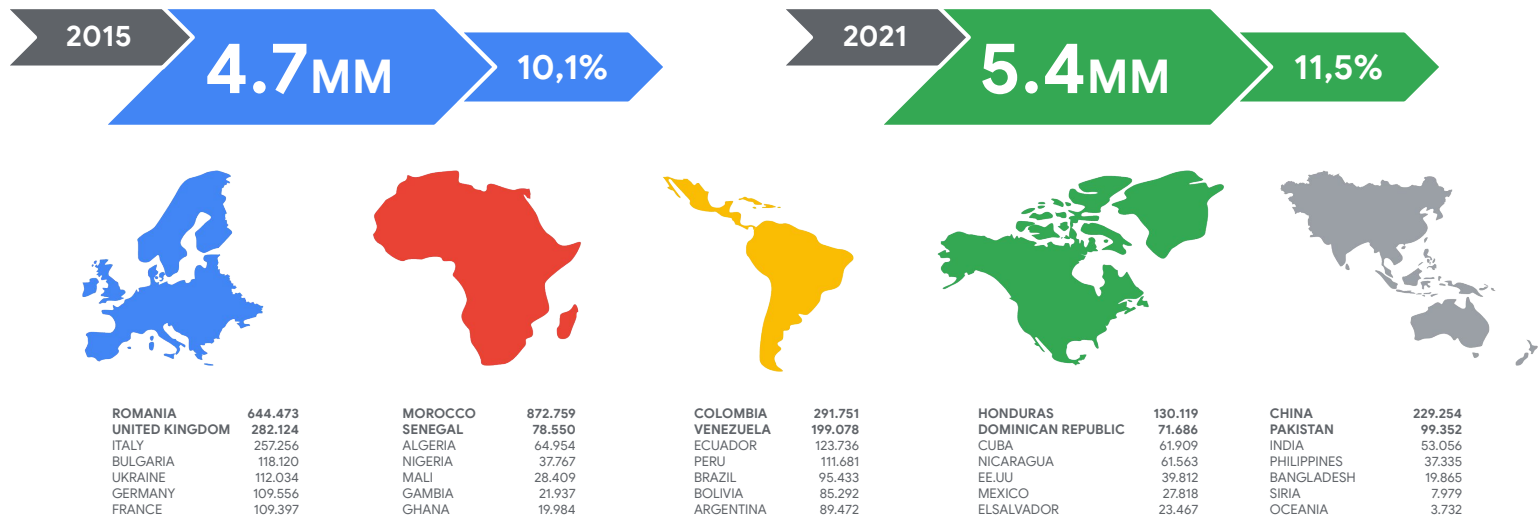 2015
4.7MM
10,1%
2021
5.4MM
11,5%
ROMANIA 644.473
UNITED KINGDOM 282.124
ITALY 257.256
BULGARIA 118.120
UKRAINE 112.034
GERMANY 109.556
FRANCE 109.397
MOROCCO 872.759
SENEGAL 78.550
ALGERIA 64.954
NIGERIA 37.767
MALI 28.409
GAMBIA 21.937
GHANA 19.984
COLOMBIA 291.751
VENEZUELA 199.078
ECUADOR 123.736
PERU 111.681
BRAZIL 95.433
BOLIVIA 85.292
ARGENTINA 89.472
HONDURAS 130.119
DOMINICAN REPUBLIC 71.686
CUBA 61.909
NICARAGUA 61.563
EE.UU 39.812
MEXICO 27.818
ELSALVADOR 23.467
CHINA 229.254
PAKISTAN 99.352
INDIA 53.056
PHILIPPINES 37.335
BANGLADESH 19.865
SIRIA 7.979
OCEANIA 3.732